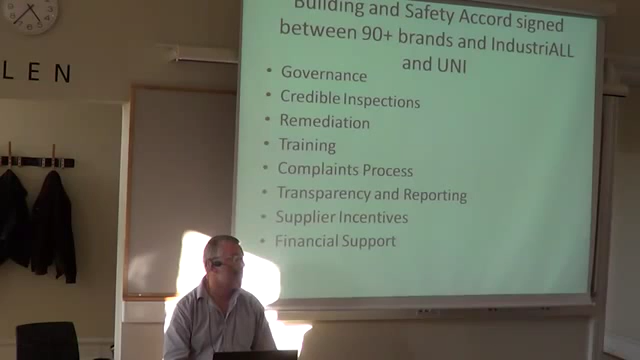 LEN
Building and Safety Accord signed
between 90+ brands and IndustriALL
and UNI
• Governance
• Credible Inspections
• Remediation
• Training
• Complaints Process
• Transparency and Reporting
• Supplier Incentives
• Financial Support